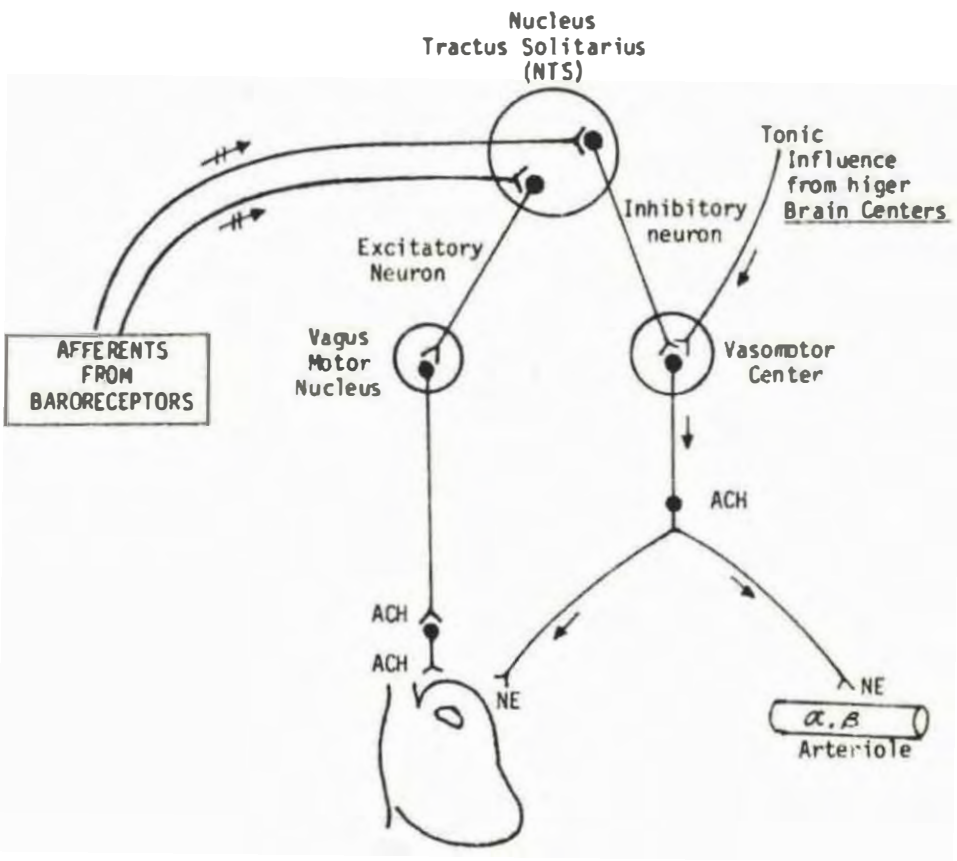 Nucleus
Tractus Solitarius
(NTS)
Tonic
Influence
from higer
Brain Centers
Inhibitory
neuron
Excitatory
Neuron
AFFERENTS
FROM
BARORECEPTORS
Vagus
Motor
Nucleus
Vasomotor
Center
ACH
ACH
ACH
NE
NE
α.β
Arteriole